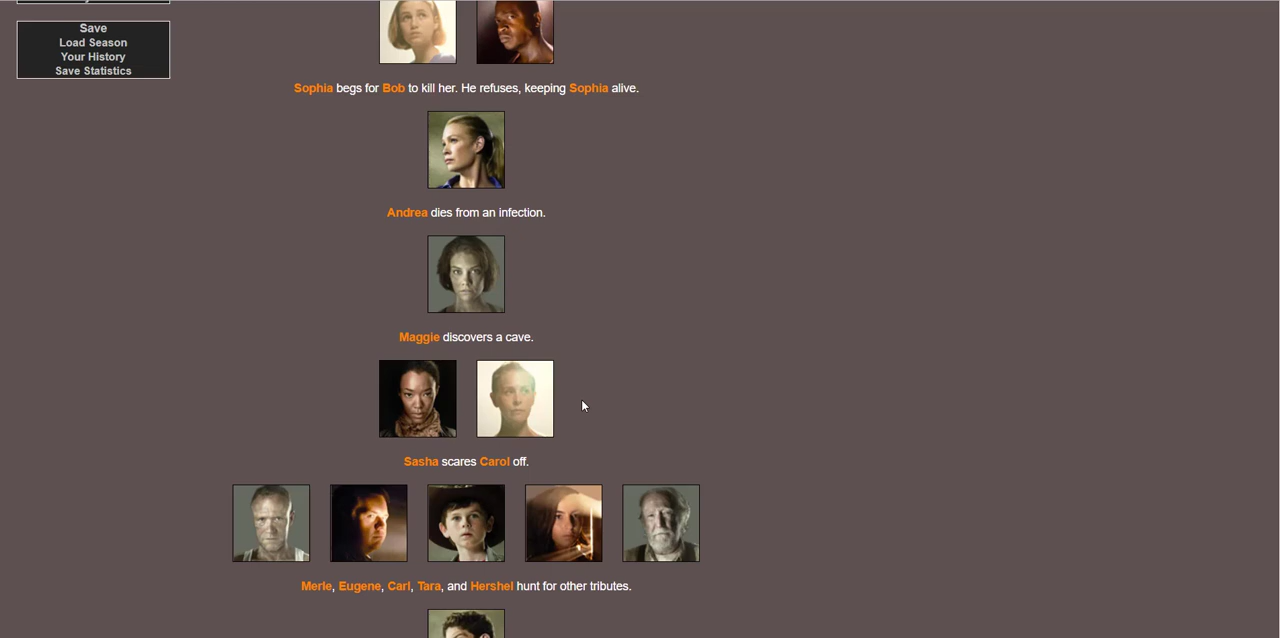 Save
Load Season
Your History
Save Statistics
Sophia begs for Bob to kill her. He refuses, keeping Sophia alive.
Andrea dies from an infection.
Maggie discovers a cave.
Sasha scares Carol off.
Merle, Eugene, Carl, Tara, and Hershel hunt for other tributes.